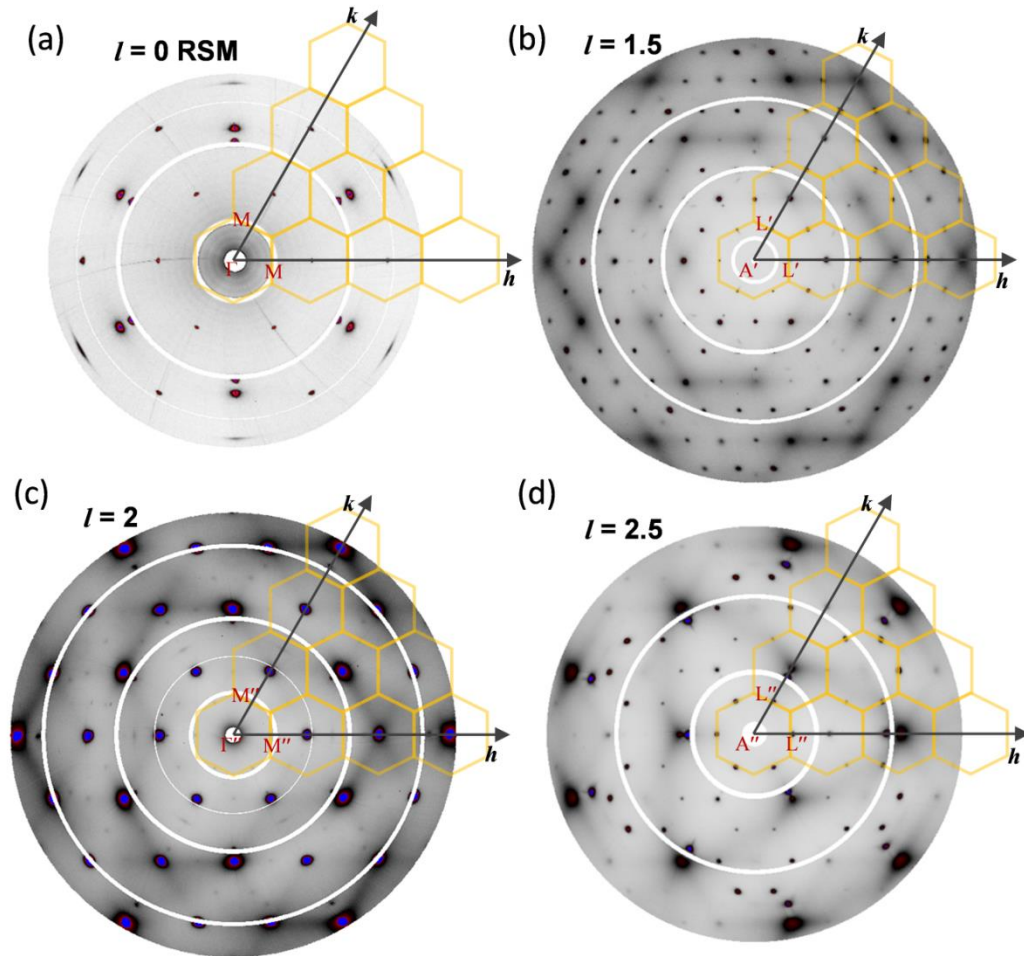 (a)
l = 0 RSM
k
M
Γ
M
h
(b)
l = 1.5
k
L′
A′
L′
h
(c)
l = 2
k
M″
Γ″
M″
h
(d)
l = 2.5
k
L″
A″
L″
h